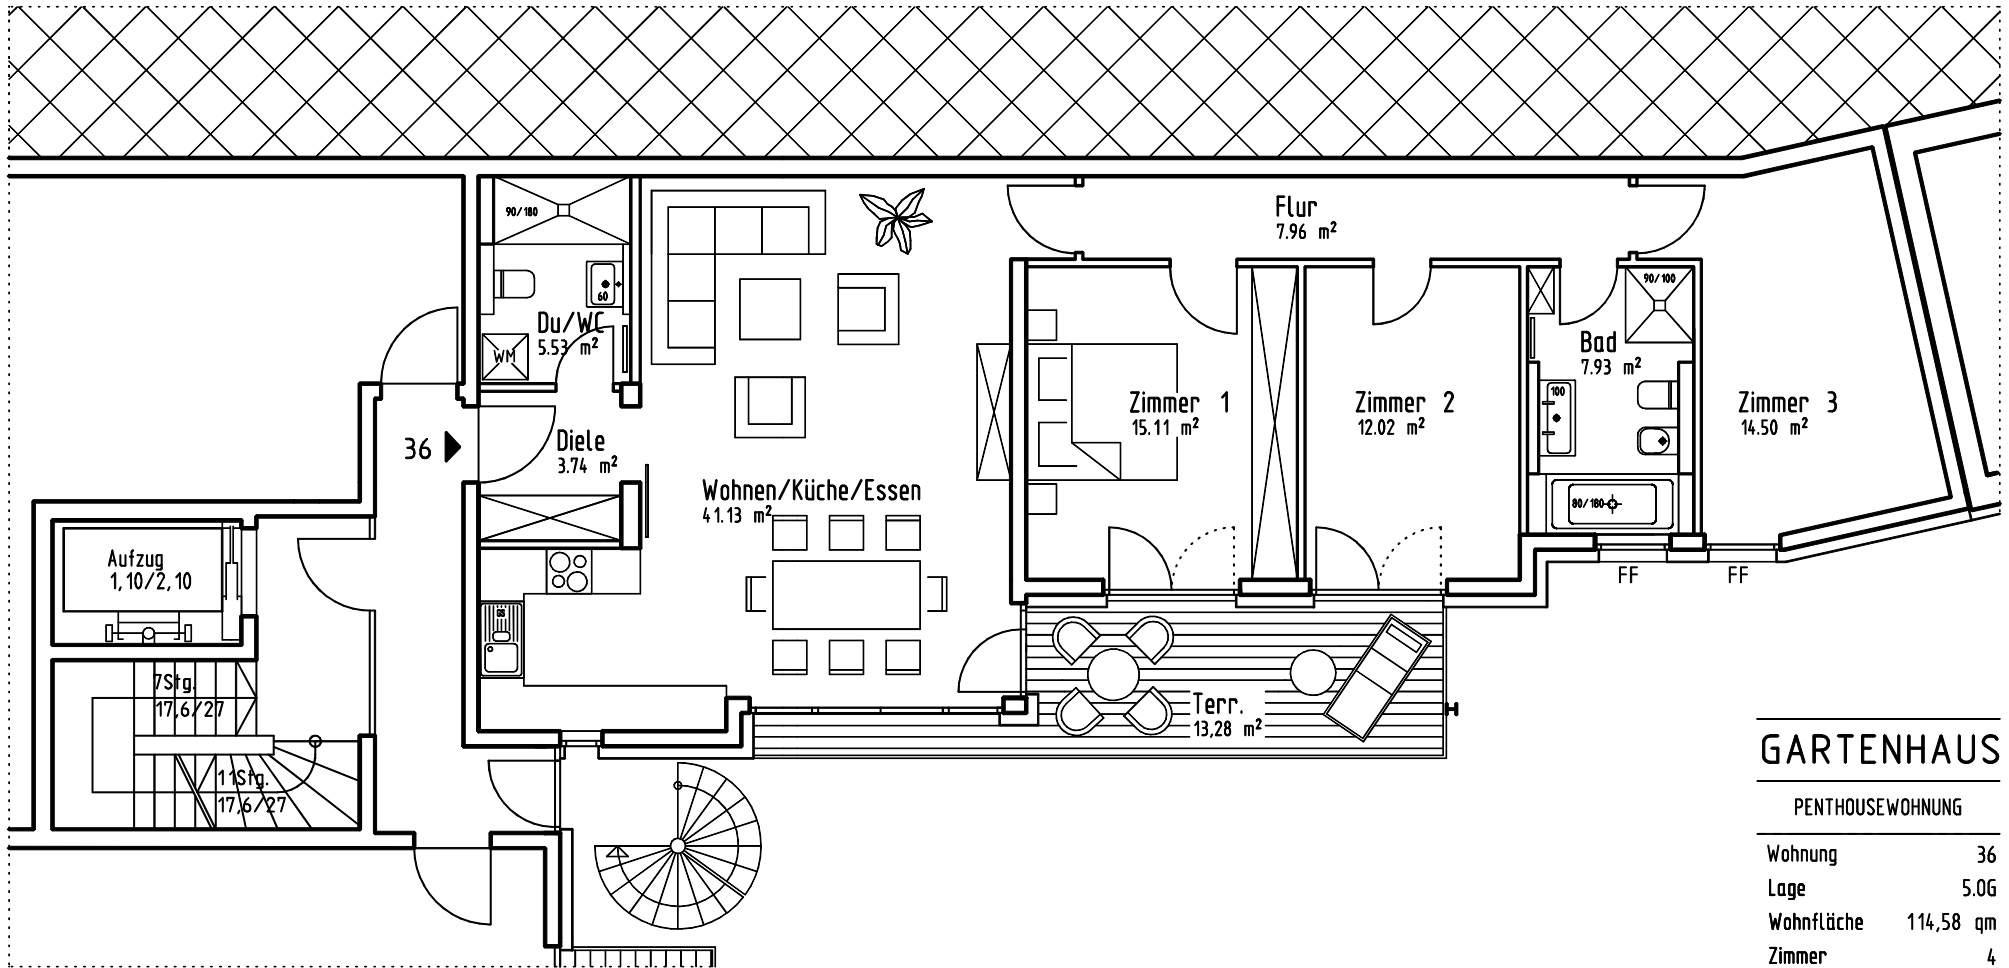 90/180
60
Du/WC
5.53 m²
WM
36
Diele
3.74 m²
Wohnen/Küche/Essen
41.13 m²
GS
Flur
7.96 m²
Zimmer 1
15.11 m²
Zimmer 2
12.02 m²
90/100
Bad
7.93 m²
100
80/180
Zimmer 3
14.50 m²
FF
FF
Aufzug
1,10/2,10
7Stg.
17,6/27
11Stg.
17,6/27
Terr.
13,28 m²
GARTENHAUS
PENTHOUSEWOHNUNG
Wohnung 36
Lage 5.OG
Wohnfläche 114,58 qm
Zimmer 4